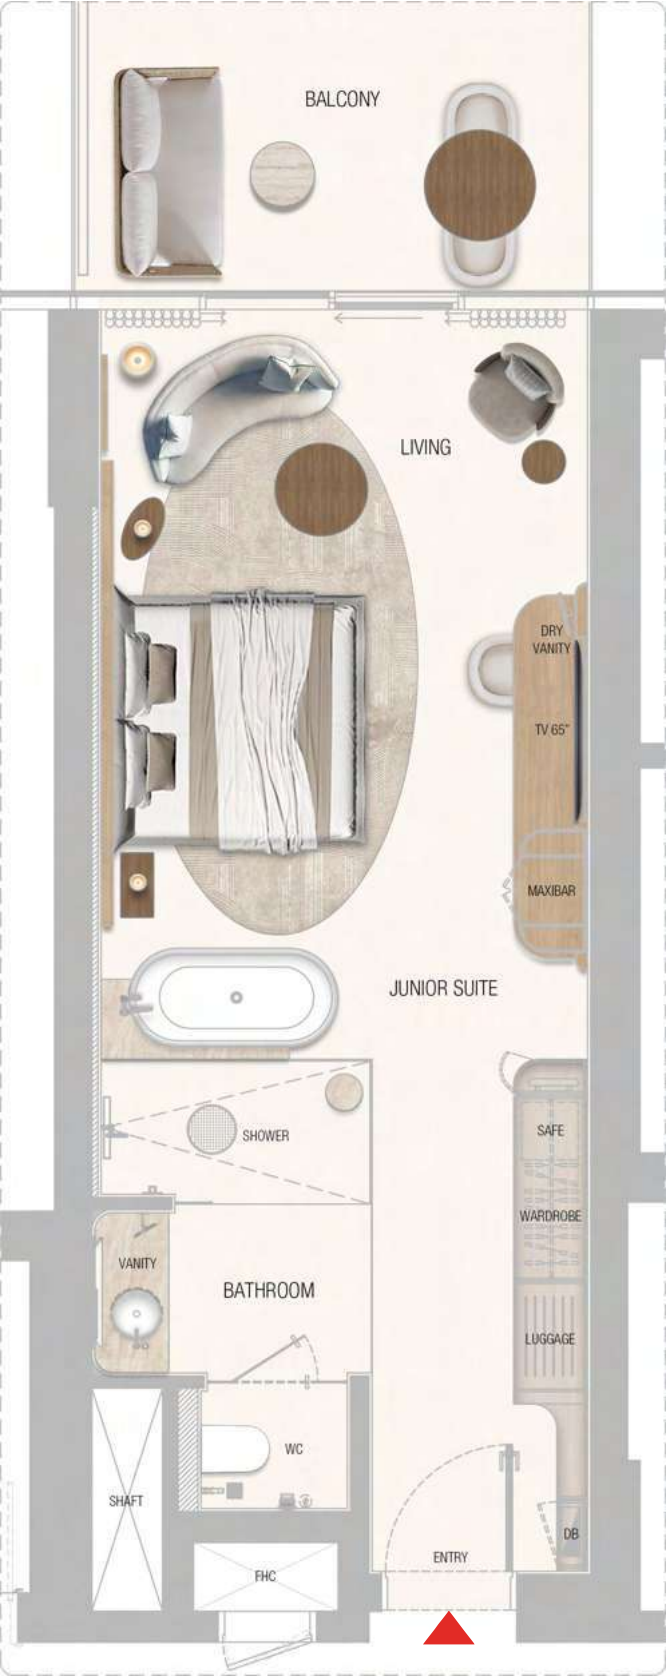 BALCONY
LIVING
DRY
VANITY
TV 65"
MAXIBAR
JUNIOR SUITE
SAFE
SHOWER
WARDROBE
VANITY
BATHROOM
LUGGAGE
WC
SHAFT
DB
ENTRY
FHC